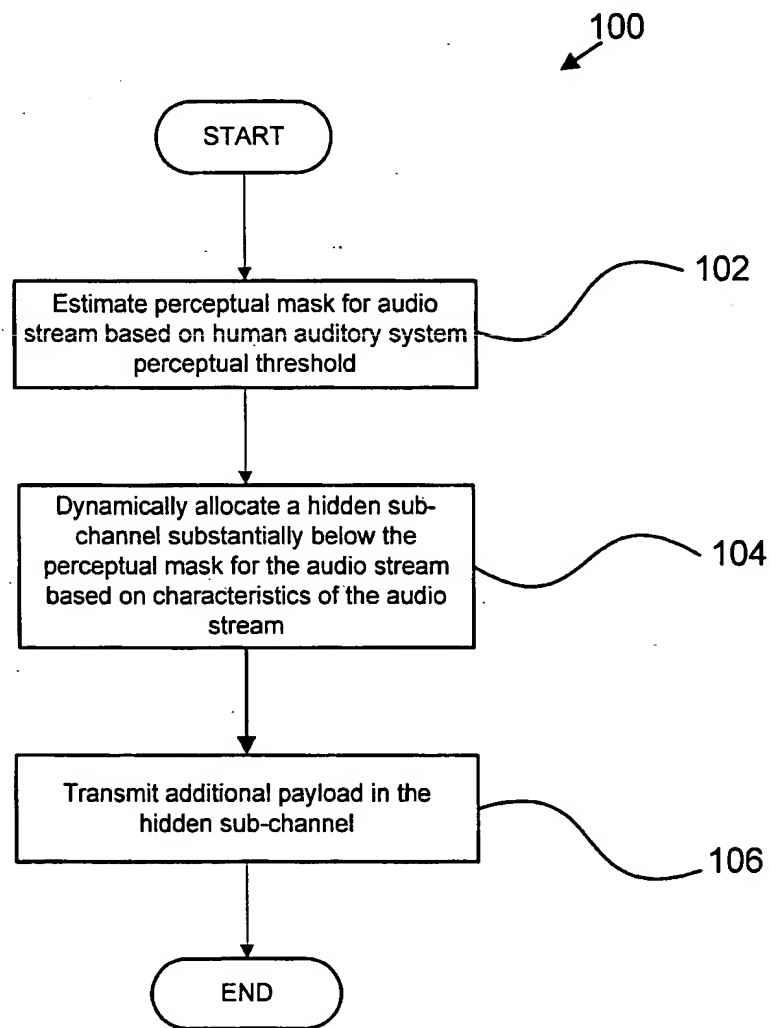 100
START
Estimate perceptual mask for audio
stream based on human auditory system
perceptual threshold
102
Dynamically allocate a hidden sub-
channel substantially below the
perceptual mask for the audio stream
based on characteristics of the audio
stream
104
Transmit additional payload in the
hidden sub-channel
106
END